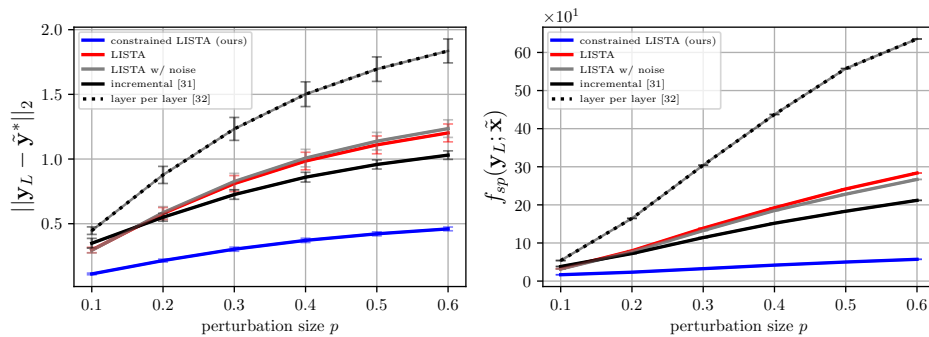 ||y_L − ỹ*||_2
2.0
1.5
1.0
0.5
constrained LISTA (ours)
LISTA
LISTA w/ noise
incremental [31]
layer per layer [32]
0.1 0.2 0.3 0.4 0.5 0.6
perturbation size p
×10¹
f_{sp}(y_L; x̃)
60
50
40
30
20
10
0
constrained LISTA (ours)
LISTA
LISTA w/ noise
incremental [31]
layer per layer [32]
0.1 0.2 0.3 0.4 0.5 0.6
perturbation size p